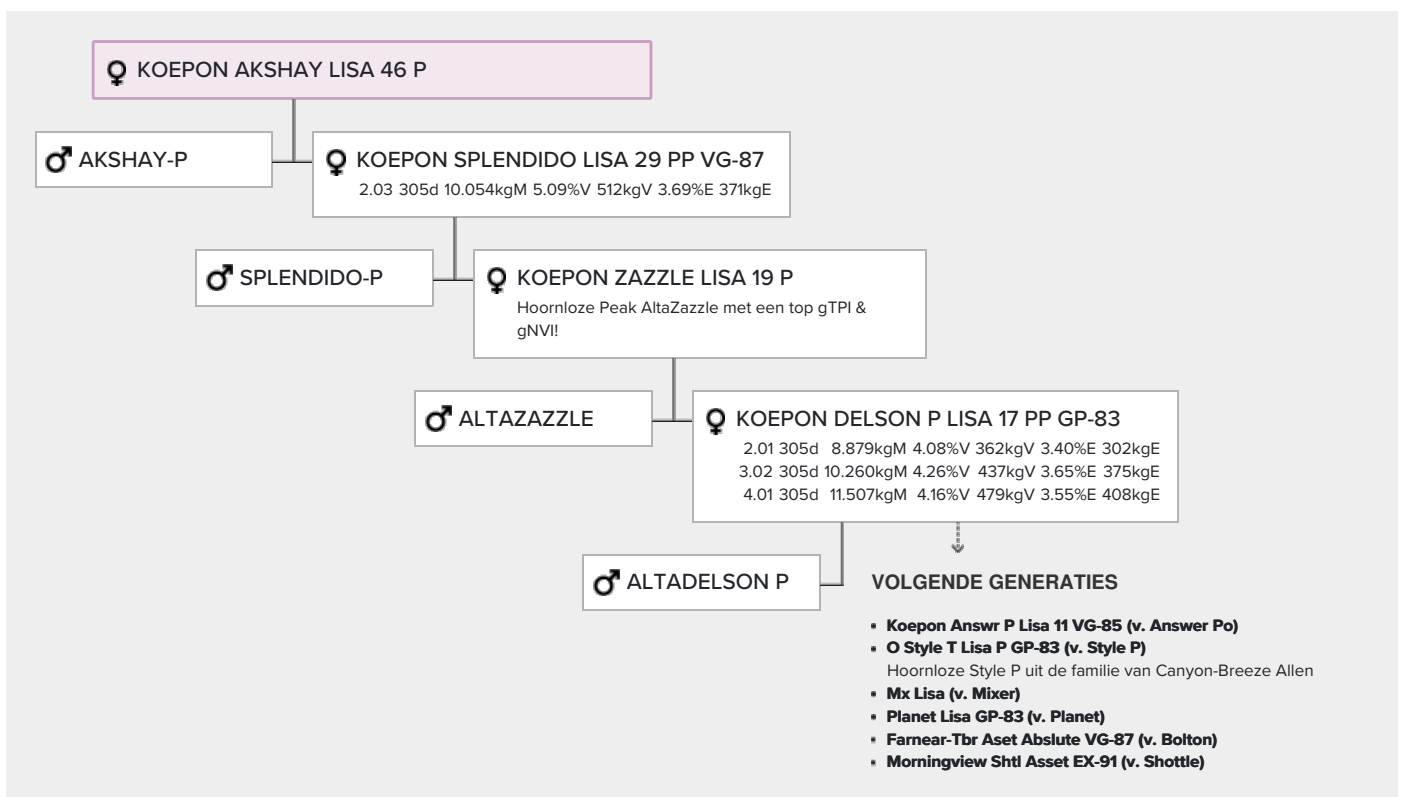 KOEPON AKSHAY LISA 46 P
AKSHAY-P
KOEPON SPLENDIDO LISA 29 PP VG-87
2.03 305d 10.054kgM 5.09%V 512kgV 3.69%E 371kgE
SPLENDIDO-P
KOEPON ZAZZLE LISA 19 P
Hoornloze Peak AltaZazzle met een top gTPI &
gNVI!
ALTAZAZZLE
KOEPON DELSON P LISA 17 PP GP-83
2.01 305d 8.879kgM 4.08%V 362kgV 3.40%E 302kgE
3.02 305d 10.260kgM 4.26%V 437kgV 3.65%E 375kgE
4.01 305d 11.507kgM 4.16%V 479kgV 3.55%E 408kgE
ALTADELSON P
VOLGENDE GENERATIES
Koepon Answr P Lisa 11 VG-85 (v. Answer Po)
O Style T Lisa P GP-83 (v. Style P)
Hoornloze Style P uit de familie van Canyon-Breeze Allen
Mx Lisa (v. Mixer)
Planet Lisa GP-83 (v. Planet)
Farnear-Tbr Aset Abslute VG-87 (v. Bolton)
Morningview Shtl Asset EX-91 (v. Shottle)